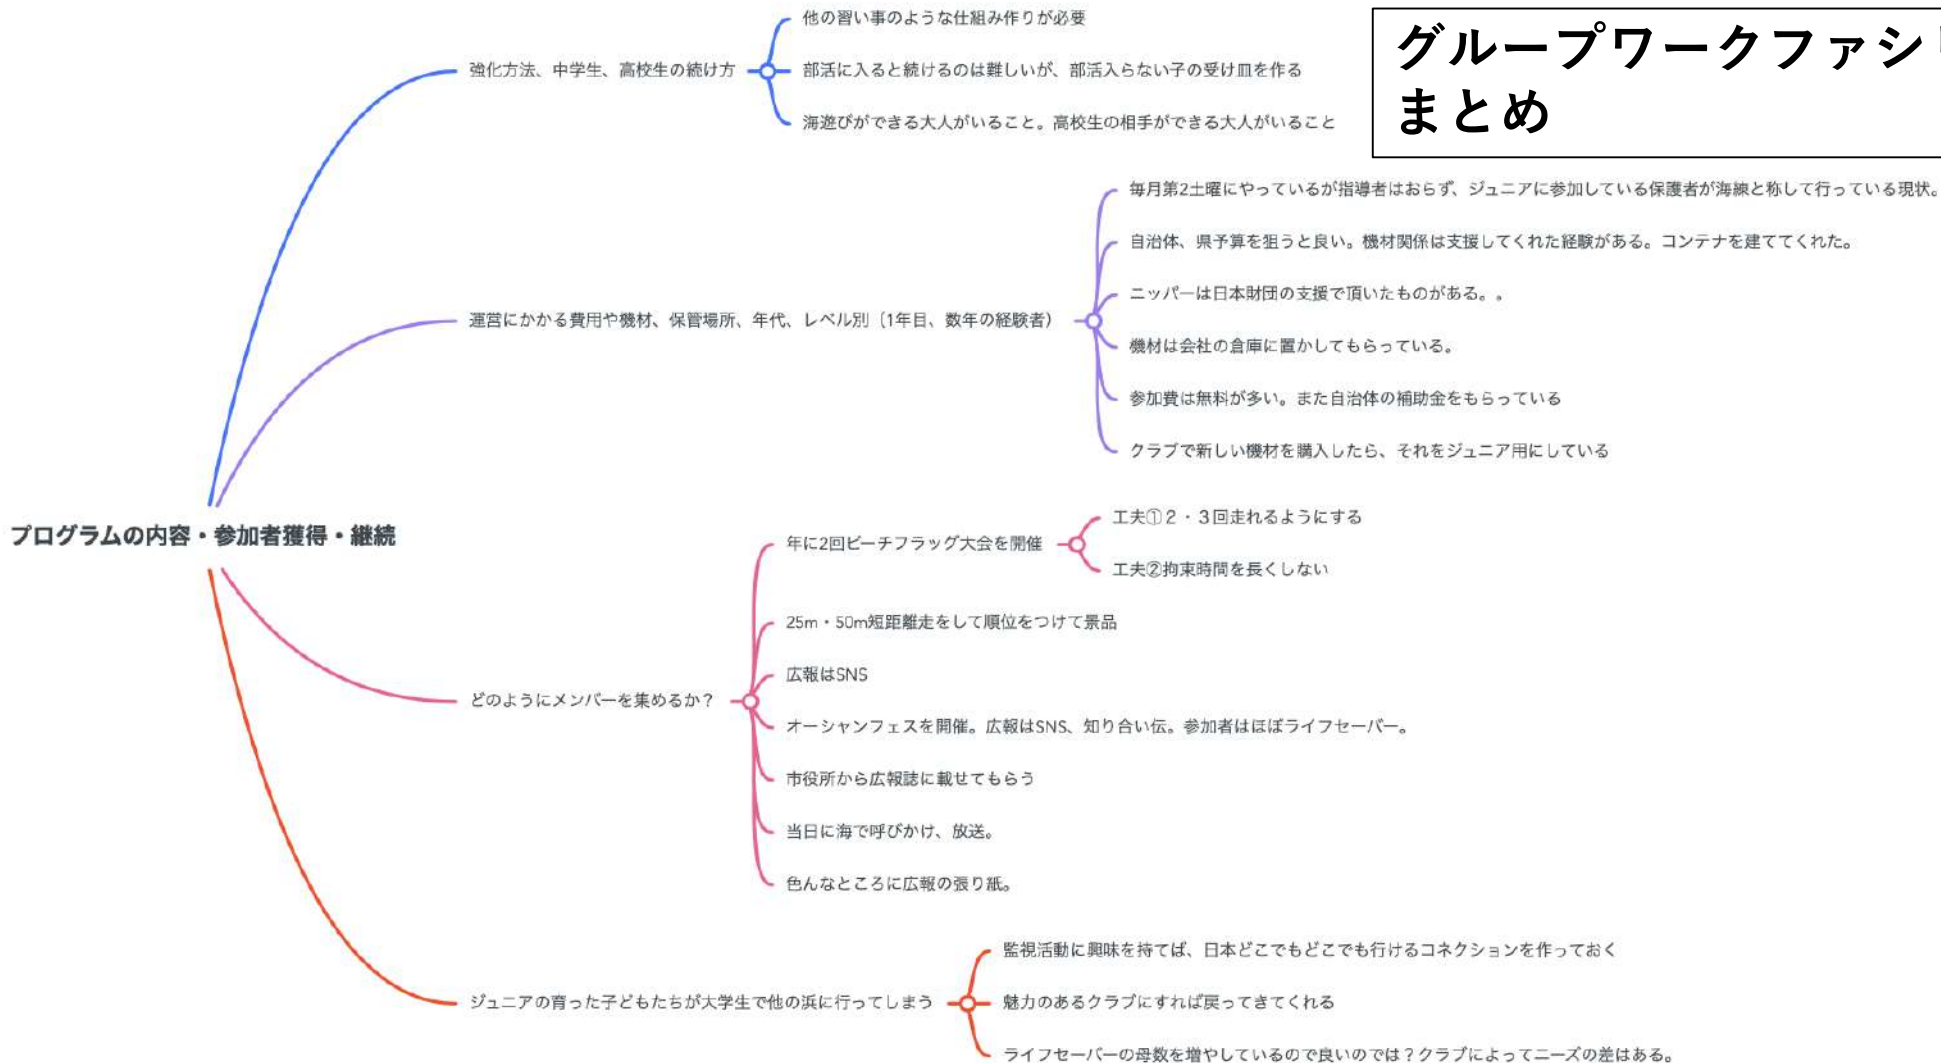 グループワークファシリ
まとめ
プログラムの内容・参加者獲得・継続
強化方法、中学生、高校生の続け方
他の習い事のような仕組み作りが必要
部活に入ると続けるのは難しいが、部活入らない子の受け皿を作る
海遊びができる大人がいること。高校生の相手ができる大人がいること
運営にかかる費用や機材、保管場所、年代、レベル別（1年目、数年の経験者）
毎月第2土曜にやっているが指導者はおらず、ジュニアに参加している保護者が海練と称して行っている現状。
自治体、県予算を狙うと良い。機材関係は支援してくれた経験がある。コンテナを建ててくれた。
ニッパーは日本財団の支援で頂いたものがある。。
機材は会社の倉庫に置かしてもらっている。
参加費は無料が多い。また自治体の補助金をもらっている
クラブで新しい機材を購入したら、それをジュニア用にしている
どのようにメンバーを集めるか？
年に2回ビーチフラッグ大会を開催
工夫①２・３回走れるようにする
工夫②拘束時間を長くしない
25m・50m短距離走をして順位をつけて景品
広報はSNS
オーシャンフェスを開催。広報はSNS、知り合い伝。参加者はほぼライフセーバー。
市役所から広報誌に載せてもらう
当日に海で呼びかけ、放送。
色んなところに広報の張り紙。
ジュニアの育った子どもたちが大学生で他の浜に行ってしまう
監視活動に興味を持てば、日本どこでもどこでも行けるコネクションを作っておく
魅力のあるクラブにすれば戻ってきてくれる
ライフセーバーの母数を増やしているので良いのでは？クラブによってニーズの差はある。